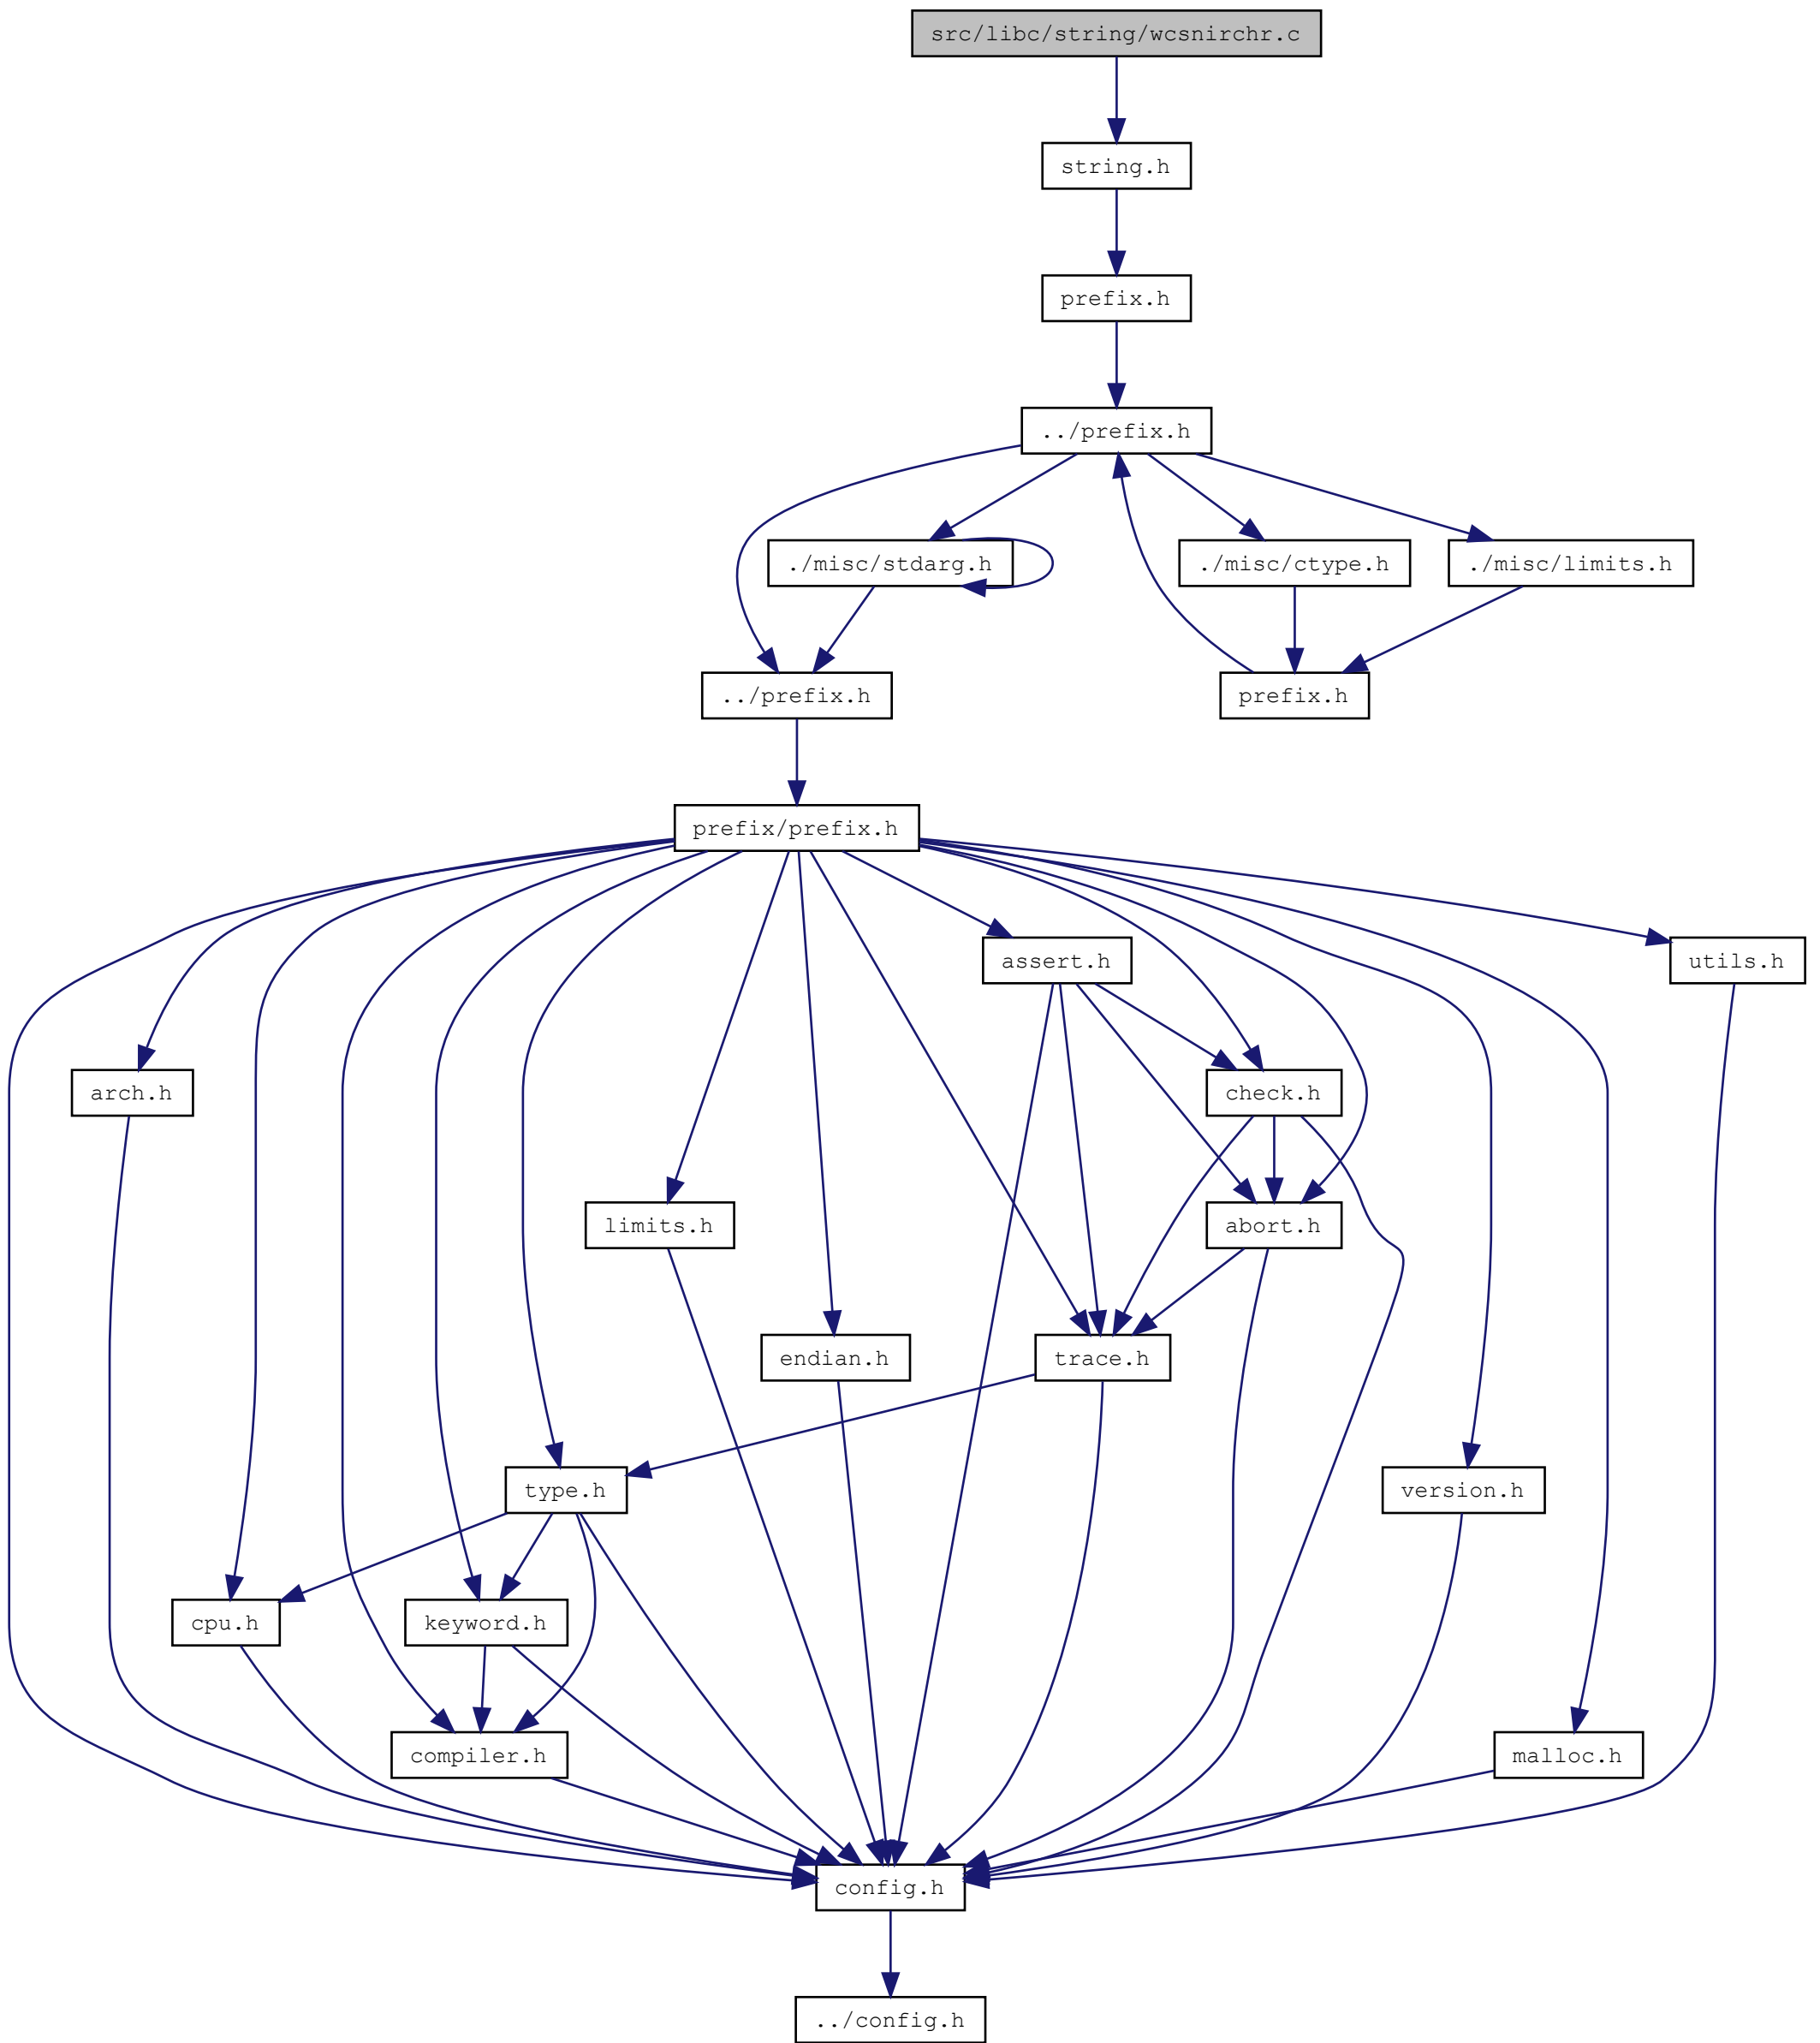 src/libc/string/wcsnirchr.c
string.h
prefix.h
../prefix.h
./misc/stdarg.h
./misc/ctype.h
./misc/limits.h
../prefix.h
prefix.h
prefix/prefix.h
assert.h
utils.h
arch.h
check.h
limits.h
abort.h
endian.h
trace.h
type.h
version.h
cpu.h
keyword.h
compiler.h
malloc.h
config.h
../config.h